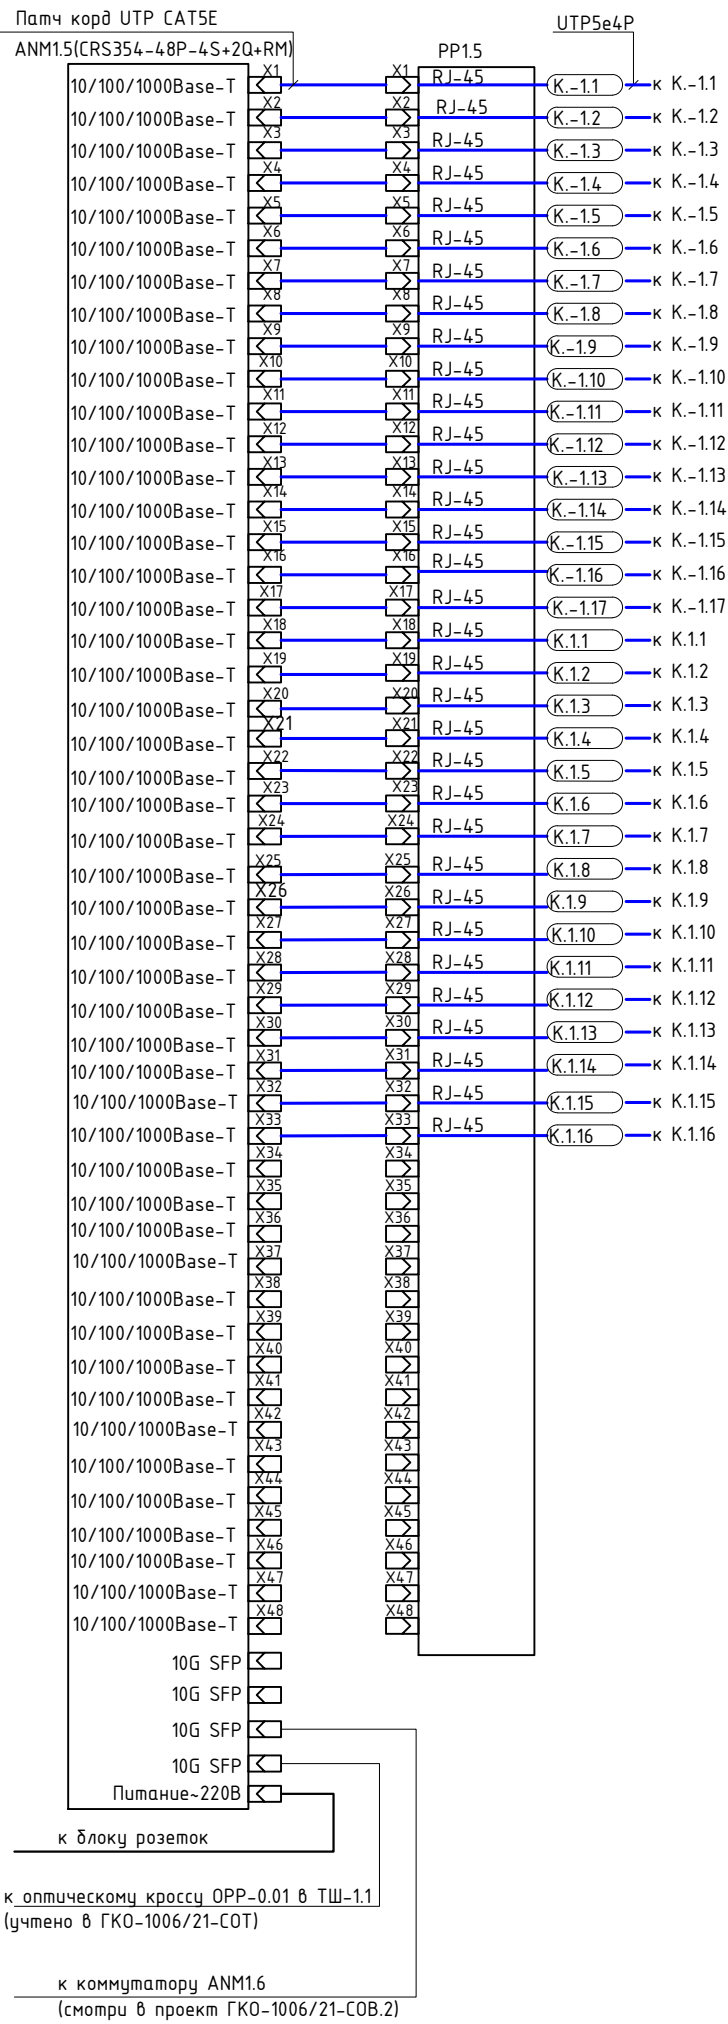 Патч корд UTP CAT5E
UTP5e4P
ANM1.5(CRS354-48P-4S+2Q+RM)
PP1.5
10/100/1000Base-T X1 X1 RJ-45 K.-1.1 к K.-1.1
10/100/1000Base-T X2 X2 RJ-45 K.-1.2 к K.-1.2
10/100/1000Base-T X3 X3 RJ-45 K.-1.3 к K.-1.3
10/100/1000Base-T X4 X4 RJ-45 K.-1.4 к K.-1.4
10/100/1000Base-T X5 X5 RJ-45 K.-1.5 к K.-1.5
10/100/1000Base-T X6 X6 RJ-45 K.-1.6 к K.-1.6
10/100/1000Base-T X7 X7 RJ-45 K.-1.7 к K.-1.7
10/100/1000Base-T X8 X8 RJ-45 K.-1.8 к K.-1.8
10/100/1000Base-T X9 X9 RJ-45 K.-1.9 к K.-1.9
10/100/1000Base-T X10 X10 RJ-45 K.-1.10 к K.-1.10
10/100/1000Base-T X11 X11 RJ-45 K.-1.11 к K.-1.11
10/100/1000Base-T X12 X12 RJ-45 K.-1.12 к K.-1.12
10/100/1000Base-T X13 X13 RJ-45 K.-1.13 к K.-1.13
10/100/1000Base-T X14 X14 RJ-45 K.-1.14 к K.-1.14
10/100/1000Base-T X15 X15 RJ-45 K.-1.15 к K.-1.15
10/100/1000Base-T X16 X16 RJ-45 K.-1.16 к K.-1.16
10/100/1000Base-T X17 X17 RJ-45 K.-1.17 к K.-1.17
10/100/1000Base-T X18 X18 RJ-45 K.1.1 к K.1.1
10/100/1000Base-T X19 X19 RJ-45 K.1.2 к K.1.2
10/100/1000Base-T X20 X20 RJ-45 K.1.3 к K.1.3
10/100/1000Base-T X21 X21 RJ-45 K.1.4 к K.1.4
10/100/1000Base-T X22 X22 RJ-45 K.1.5 к K.1.5
10/100/1000Base-T X23 X23 RJ-45 K.1.6 к K.1.6
10/100/1000Base-T X24 X24 RJ-45 K.1.7 к K.1.7
10/100/1000Base-T X25 X25 RJ-45 K.1.8 к K.1.8
10/100/1000Base-T X26 X26 RJ-45 K.1.9 к K.1.9
10/100/1000Base-T X27 X27 RJ-45 K.1.10 к K.1.10
10/100/1000Base-T X28 X28 RJ-45 K.1.11 к K.1.11
10/100/1000Base-T X29 X29 RJ-45 K.1.12 к K.1.12
10/100/1000Base-T X30 X30 RJ-45 K.1.13 к K.1.13
10/100/1000Base-T X31 X31 RJ-45 K.1.14 к K.1.14
10/100/1000Base-T X32 X32 RJ-45 K.1.15 к K.1.15
10/100/1000Base-T X33 X33 RJ-45 K.1.16 к K.1.16
10/100/1000Base-T X34 X34
10/100/1000Base-T X35 X35
10/100/1000Base-T X36 X36
10/100/1000Base-T X37 X37
10/100/1000Base-T X38 X38
10/100/1000Base-T X39 X39
10/100/1000Base-T X40 X40
10/100/1000Base-T X41 X41
10/100/1000Base-T X42 X42
10/100/1000Base-T X43 X43
10/100/1000Base-T X44 X44
10/100/1000Base-T X45 X45
10/100/1000Base-T X46 X46
10/100/1000Base-T X47 X47
10/100/1000Base-T X48 X48
10G SFP
10G SFP
10G SFP
10G SFP
Питание~220В
к блоку розеток
к оптическому кроссу ОРР-0.01 в ТШ-1.1
(учтено в ГКО-1006/21-СОТ)
к коммутатору ANM1.6
(смотри в проект ГКО-1006/21-СОВ.2)